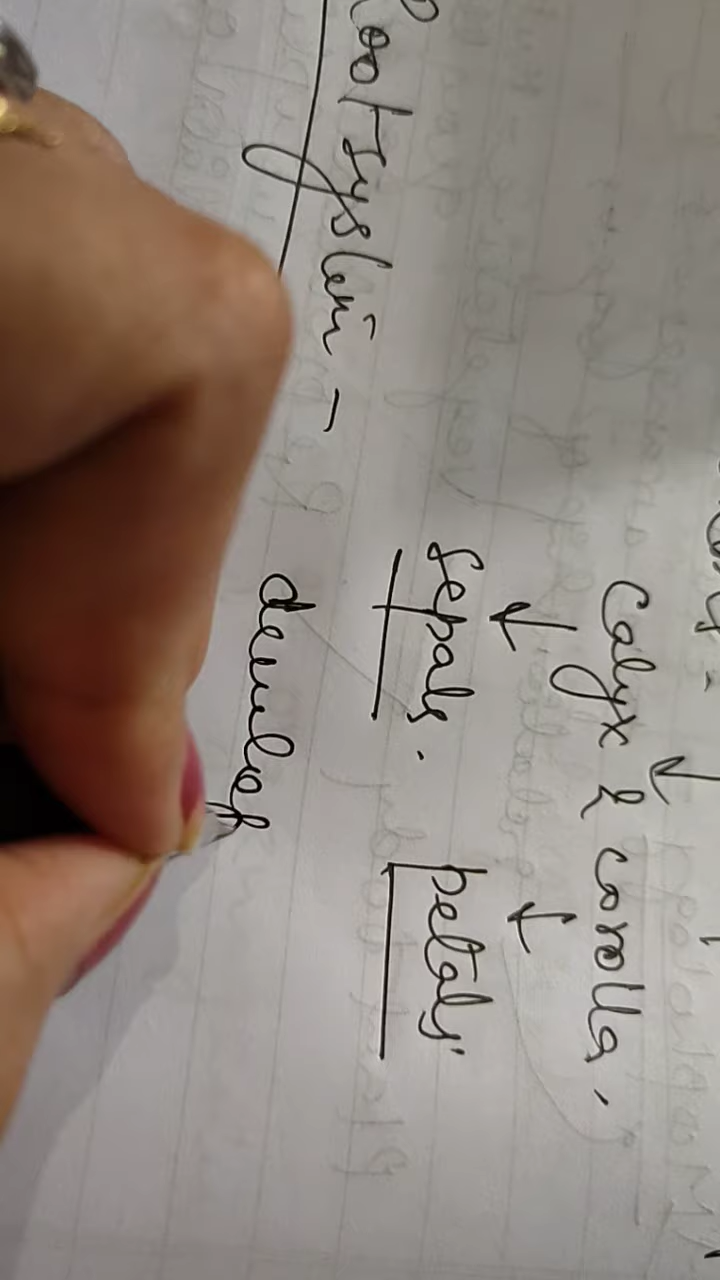 Calyx & corolla.
↓ ↓
Sepals. petals.
Root system -
develop